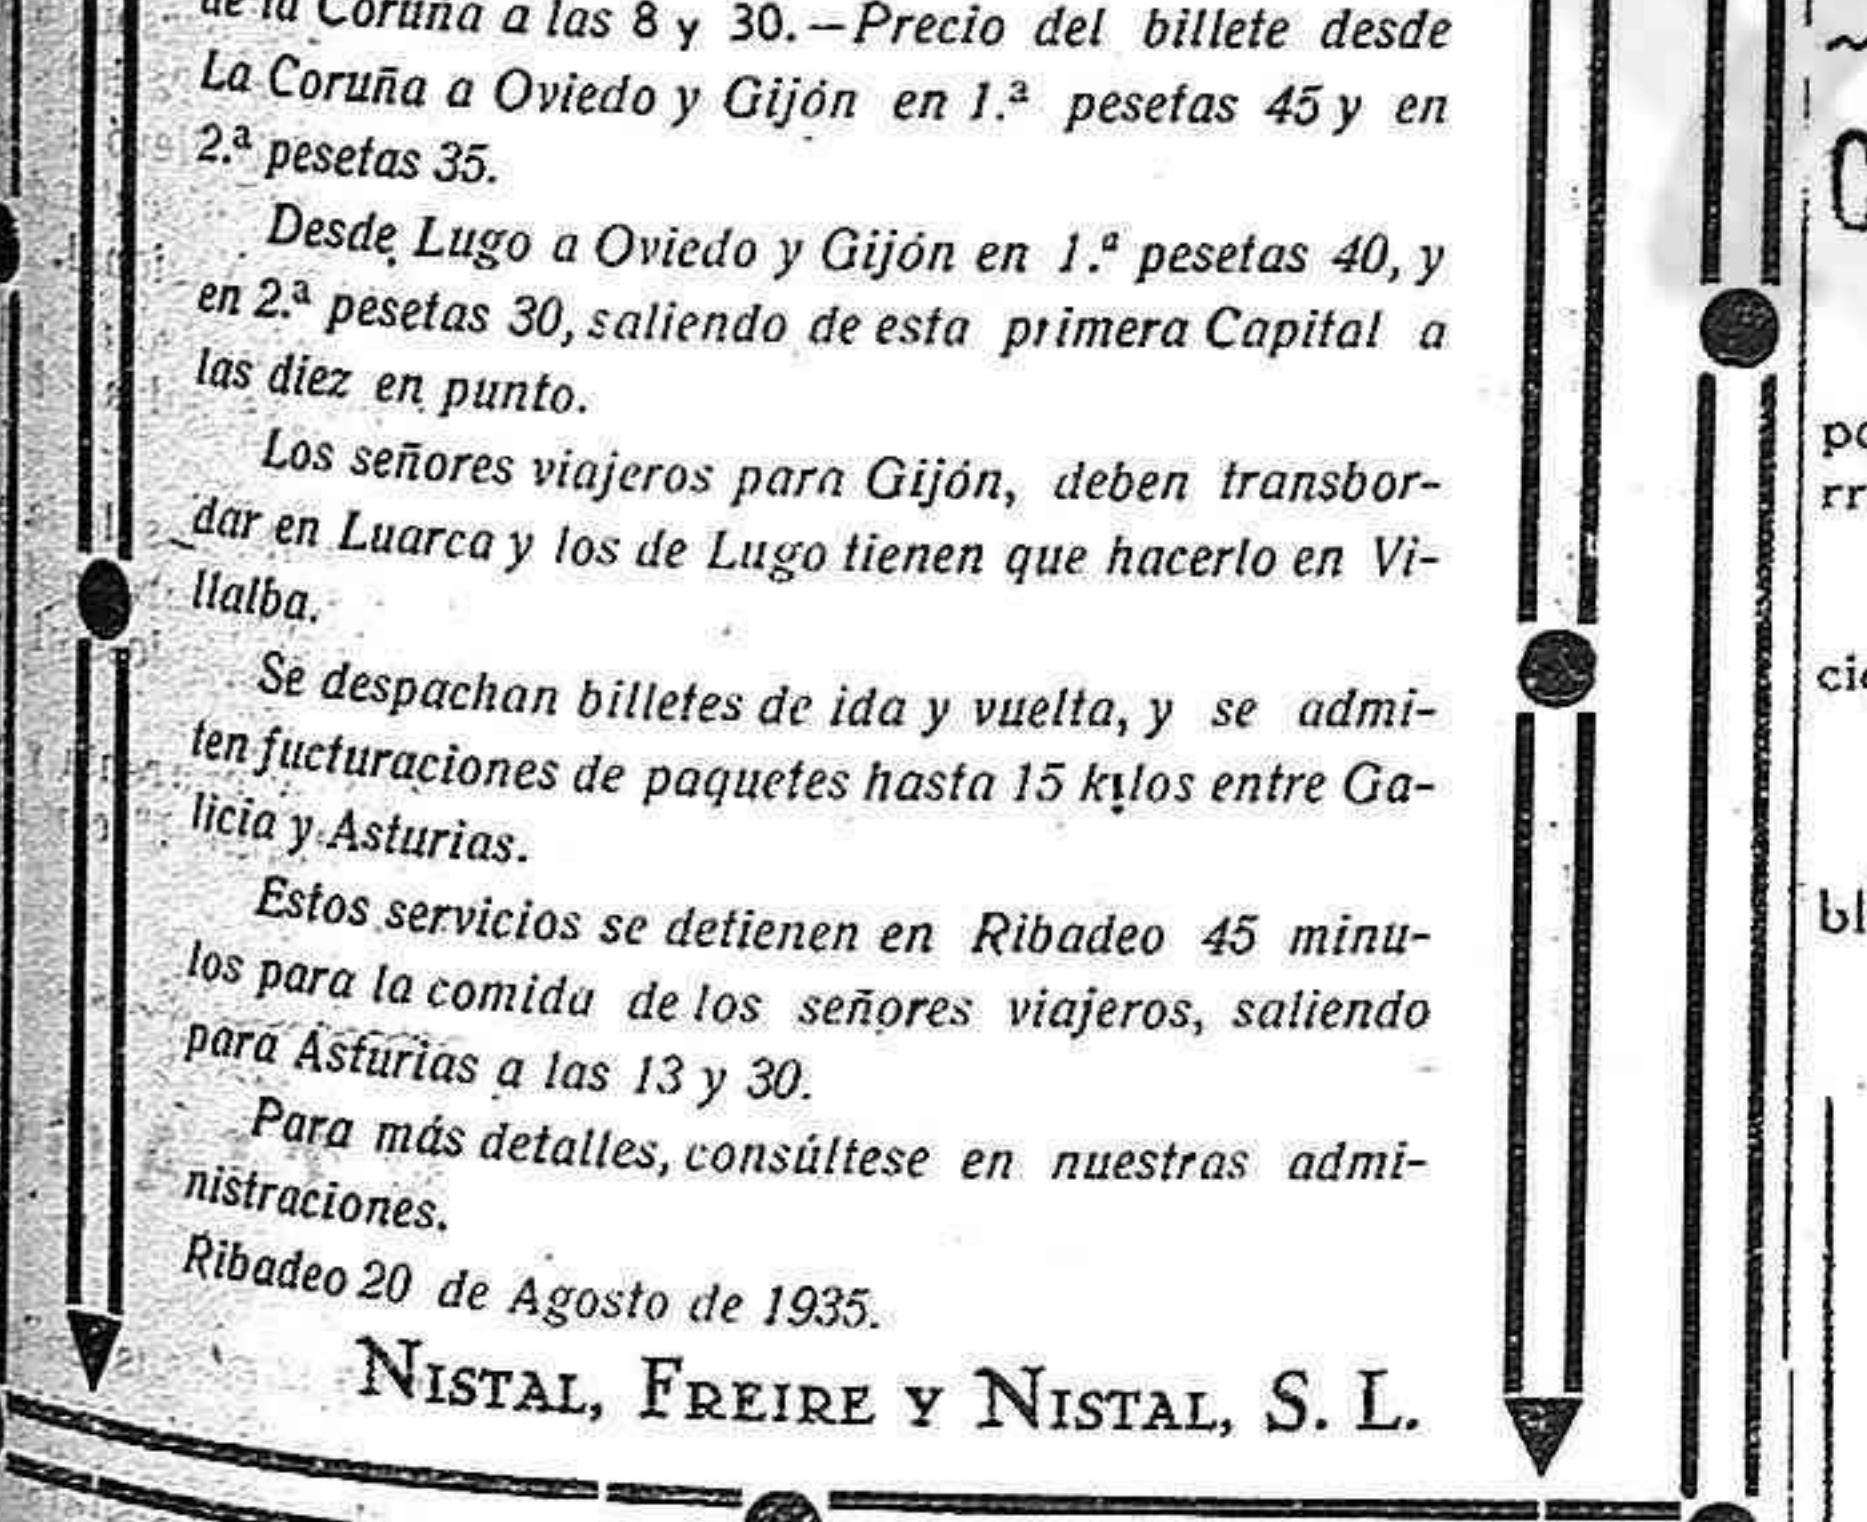 de la Coruña a las 8 y 30.—Precio del billete desde
La Coruña a Oviedo y Gijón en 1.ª pesetas 45 y en
2.ª pesetas 35.
Desde Lugo a Oviedo y Gijón en 1.ª pesetas 40, y
en 2.ª pesetas 30, saliendo de esta primera Capital a
las diez en punto.
Los señores viajeros para Gijón, deben transbor-
dar en Luarca y los de Lugo tienen que hacerlo en Vi-
llalba.
Se despachan billetes de ida y vuelta, y se admi-
ten fucturaciones de paquetes hasta 15 kilos entre Ga-
licia y Asturias.
Estos servicios se detienen en Ribadeo 45 minu-
tos para la comida de los señores viajeros, saliendo
para Asturias a las 13 y 30.
Para más detalles, consúltese en nuestras admi-
nistraciones.
Ribadeo 20 de Agosto de 1935.
NISTAL, FREIRE Y NISTAL, S. L.